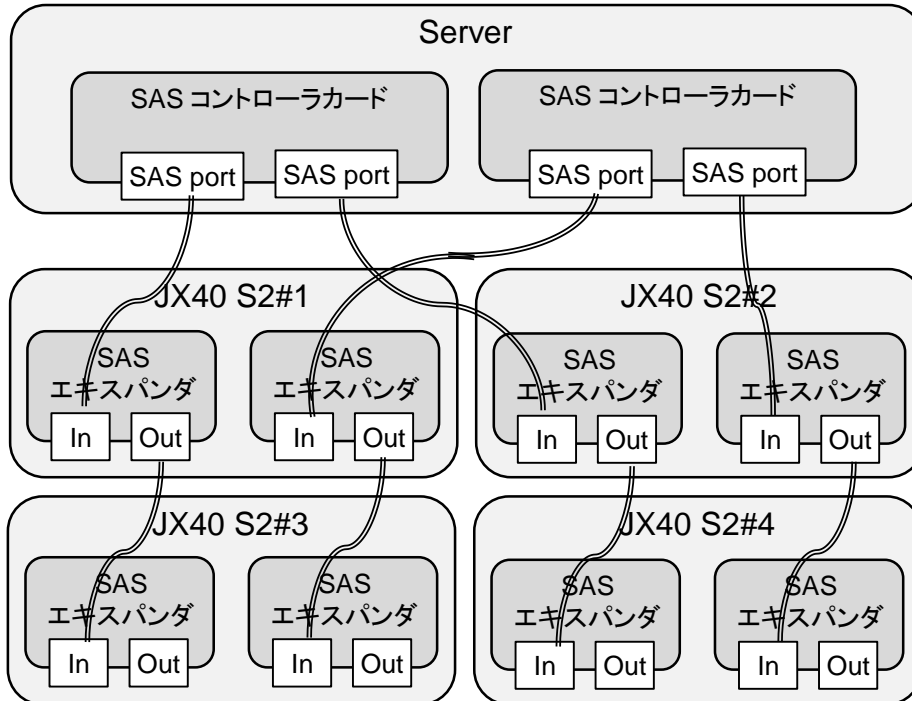 Server
SAS コントローラカード
SAS コントローラカード
SAS port
SAS port
SAS port
SAS port
JX40 S2#1
JX40 S2#2
SAS
エキスパンダ
SAS
エキスパンダ
SAS
エキスパンダ
SAS
エキスパンダ
In
Out
In
Out
In
Out
In
Out
JX40 S2#3
JX40 S2#4
SAS
エキスパンダ
SAS
エキスパンダ
SAS
エキスパンダ
SAS
エキスパンダ
In
Out
In
Out
In
Out
In
Out